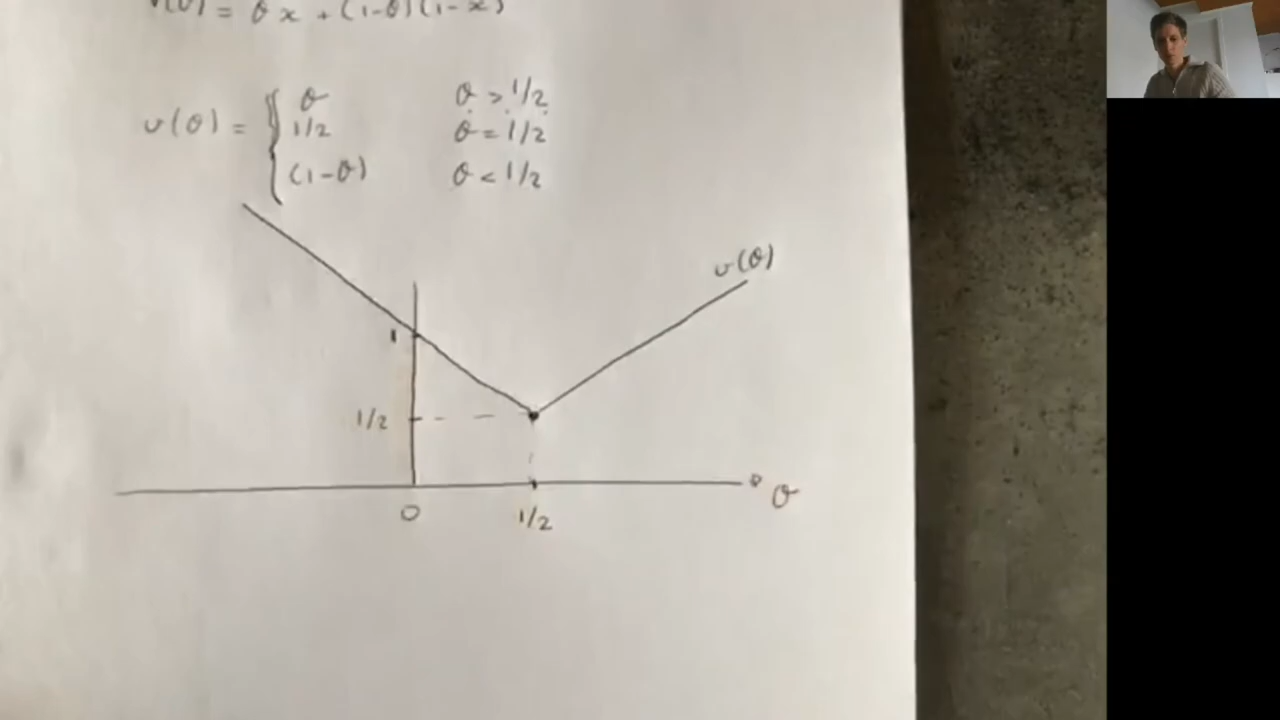 v(θ) = θx + (1-θ)(1-x)
v(θ) = { θ θ > 1/2
1/2 θ = 1/2
(1-θ) θ < 1/2
v(θ)
1
1/2
θ
0 1/2